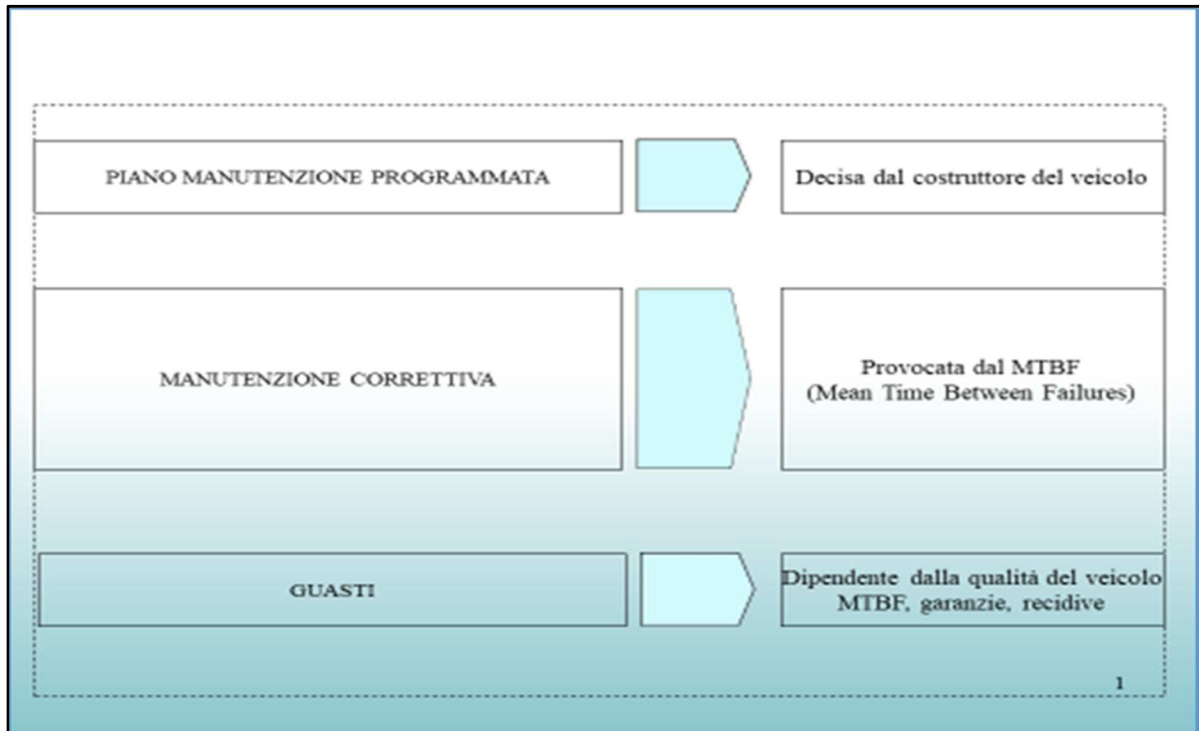 PIANO MANUTENZIONE PROGRAMMATA
Decisa dal costruttore del veicolo
MANUTENZIONE CORRETTIVA
Provocata dal MTBF
(Mean Time Between Failures)
GUASTI
Dipendente dalla qualità del veicolo
MTBF, garanzie, recidive
1